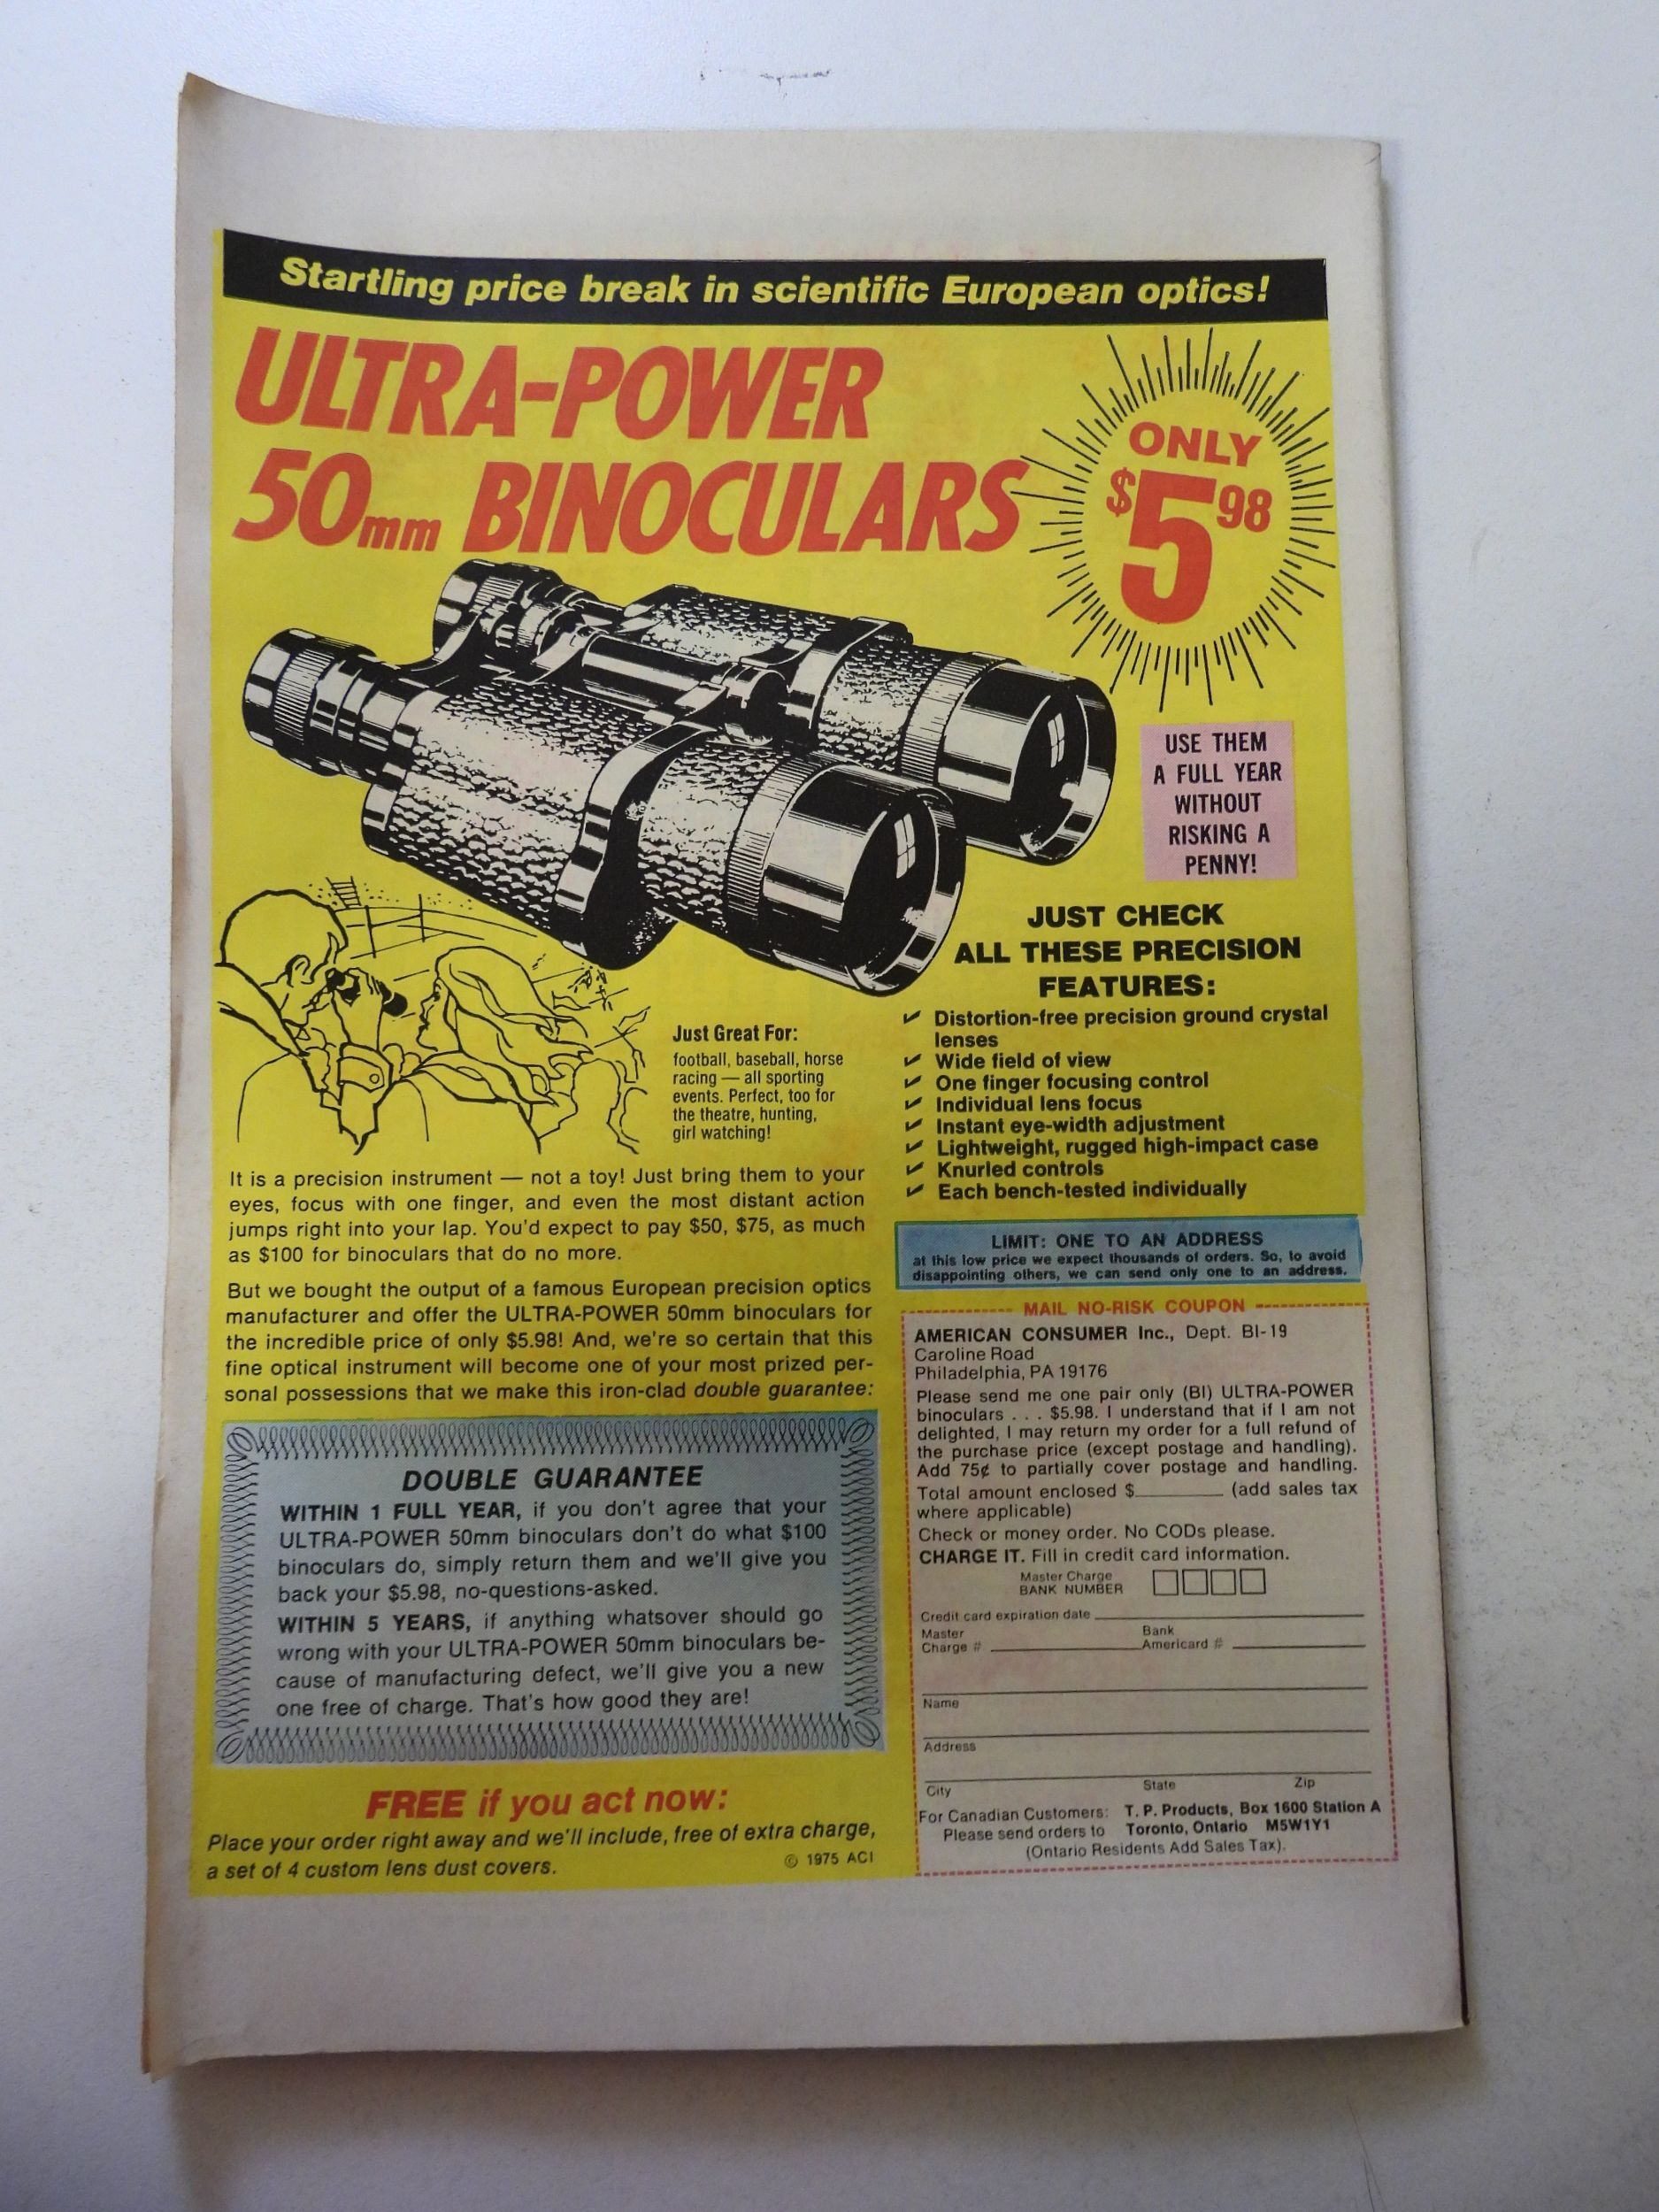 Startling price break in scientific European optics!
ULTRA-POWER
50mm BINOCULARS
ONLY
$5 98
USE THEM
A FULL YEAR
WITHOUT
RISKING A
PENNY!
JUST CHECK
ALL THESE PRECISION
FEATURES:
✓ Distortion-free precision ground crystal
lenses
✓ Wide field of view
✓ One finger focusing control
✓ Individual lens focus
✓ Instant eye-width adjustment
✓ Lightweight, rugged high-impact case
✓ Knurled controls
✓ Each bench-tested individually
Just Great For:
football, baseball, horse
racing — all sporting
events. Perfect, too for
the theatre, hunting,
girl watching!
It is a precision instrument — not a toy! Just bring them to your
eyes, focus with one finger, and even the most distant action
jumps right into your lap. You'd expect to pay $50, $75, as much
as $100 for binoculars that do no more.
But we bought the output of a famous European precision optics
manufacturer and offer the ULTRA-POWER 50mm binoculars for
the incredible price of only $5.98! And, we're so certain that this
fine optical instrument will become one of your most prized per-
sonal possessions that we make this iron-clad double guarantee:
DOUBLE GUARANTEE
WITHIN 1 FULL YEAR, if you don't agree that your
ULTRA-POWER 50mm binoculars don't do what $100
binoculars do, simply return them and we'll give you
back your $5.98, no-questions-asked.
WITHIN 5 YEARS, if anything whatsover should go
wrong with your ULTRA-POWER 50mm binoculars be-
cause of manufacturing defect, we'll give you a new
one free of charge. That's how good they are!
FREE if you act now:
Place your order right away and we'll include, free of extra charge,
a set of 4 custom lens dust covers.
© 1975 ACI
LIMIT: ONE TO AN ADDRESS
at this low price we expect thousands of orders. So, to avoid
disappointing others, we can send only one to an address.
MAIL NO-RISK COUPON
AMERICAN CONSUMER Inc., Dept. BI-19
Caroline Road
Philadelphia, PA 19176
Please send me one pair only (BI) ULTRA-POWER
binoculars . . . $5.98. I understand that if I am not
delighted, I may return my order for a full refund of
the purchase price (except postage and handling).
Add 75¢ to partially cover postage and handling.
Total amount enclosed $________ (add sales tax
where applicable)
Check or money order. No CODs please.
CHARGE IT. Fill in credit card information.
Master Charge
BANK NUMBER
Credit card expiration date
Master
Charge #
Bank
Americard #
Name
Address
City State Zip
For Canadian Customers: T. P. Products, Box 1600 Station A
Please send orders to Toronto, Ontario M5W1Y1
(Ontario Residents Add Sales Tax).